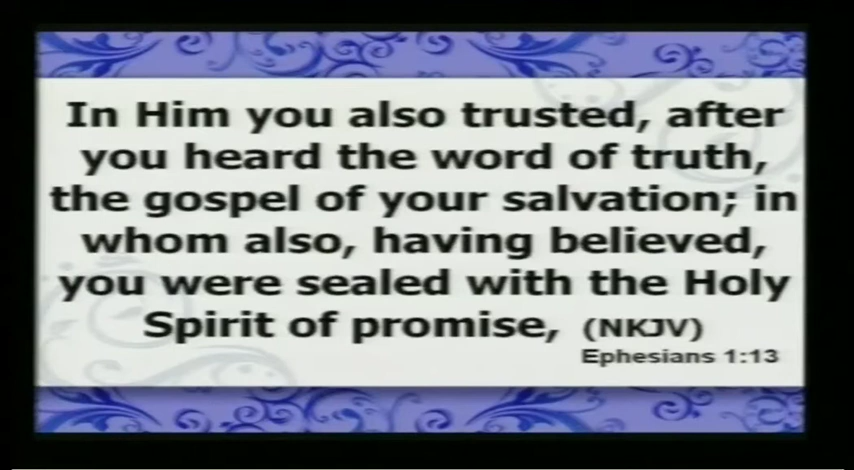 In Him you also trusted, after
you heard the word of truth,
the gospel of your salvation; in
whom also, having believed,
you were sealed with the Holy
Spirit of promise, (NKJV)
Ephesians 1:13